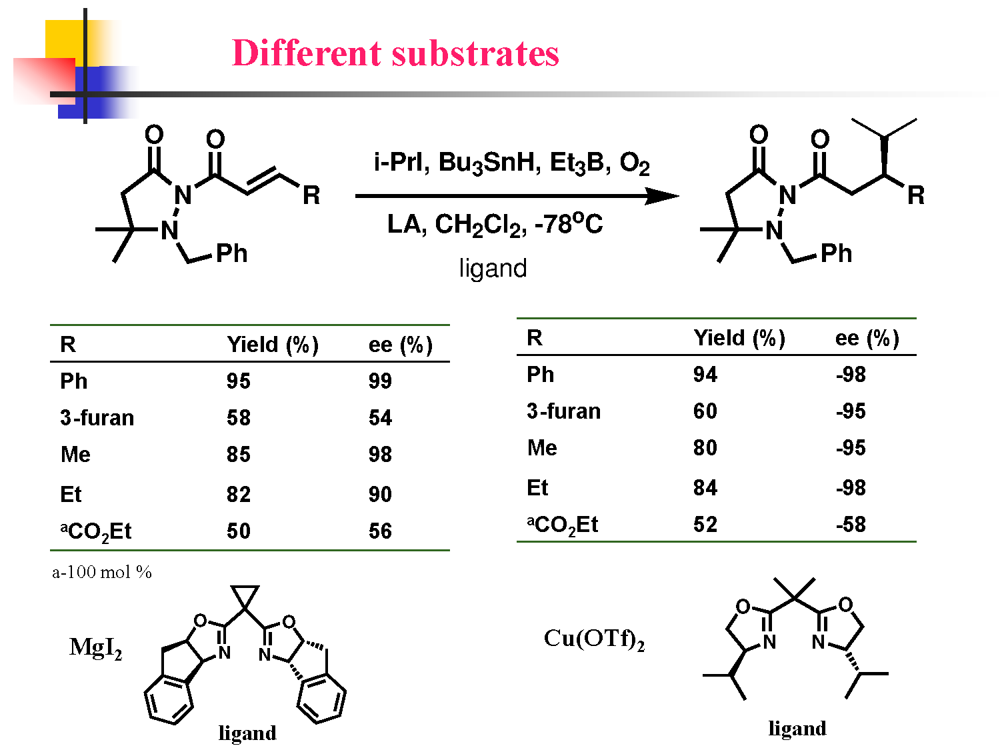 Different substrates
O O
N R
N
Ph
i-PrI, Bu3SnH, Et3B, O2
LA, CH2Cl2, -78oC
ligand
O O
N R
N
Ph
R Yield (%) ee (%)
Ph 95 99
3-furan 58 54
Me 85 98
Et 82 90
aCO2Et 50 56
a-100 mol %
R Yield (%) ee (%)
Ph 94 -98
3-furan 60 -95
Me 80 -95
Et 84 -98
aCO2Et 52 -58
MgI2
O O
N N
ligand
Cu(OTf)2
O O
N N
ligand